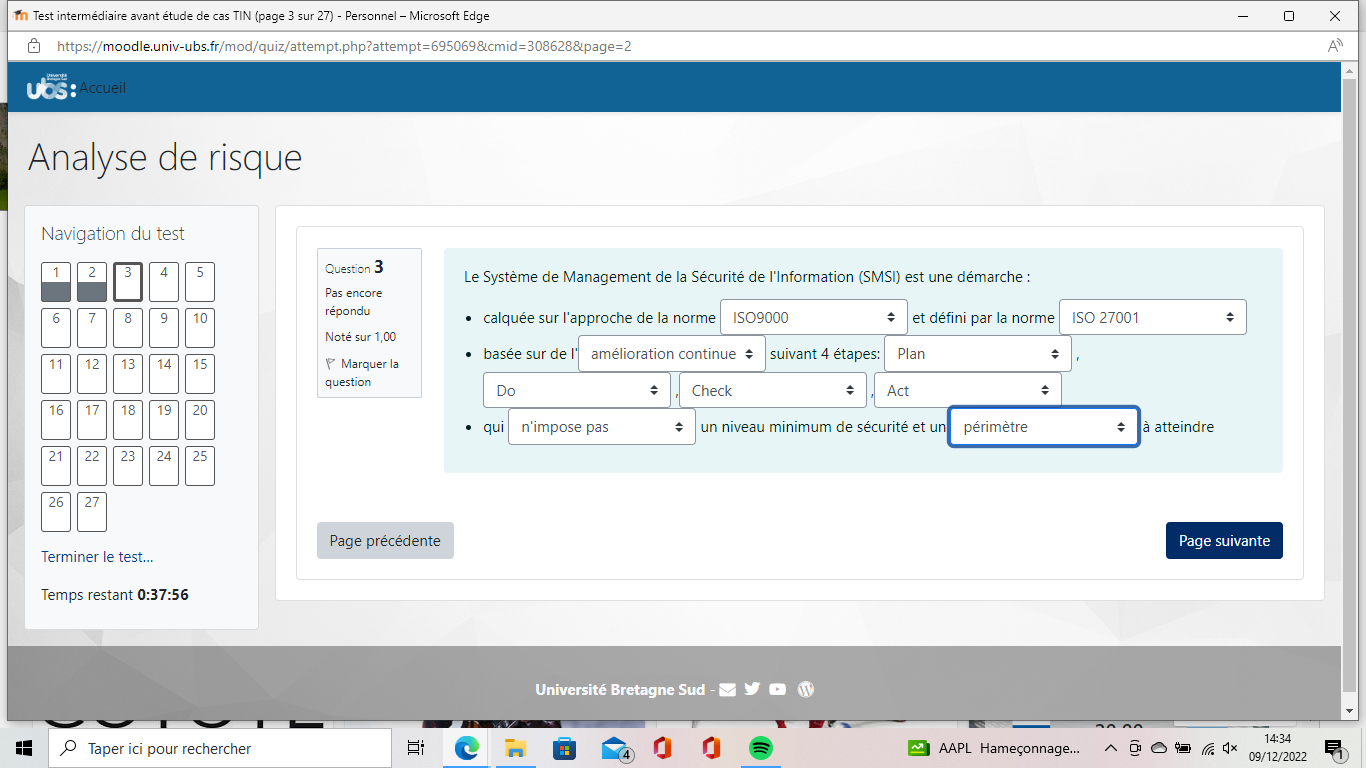 Test intermédiaire avant étude de cas TIN (page 3 sur 27) - Personnel – Microsoft Edge
https://moodle.univ-ubs.fr/mod/quiz/attempt.php?attempt=695069&cmid=308628&page=2
Université Bretagne Sud
ubs: Accueil
Analyse de risque
Navigation du test
1 2 3 4 5
6 7 8 9 10
11 12 13 14 15
16 17 18 19 20
21 22 23 24 25
26 27
Terminer le test...
Temps restant 0:37:56
Question 3
Pas encore
répondu
Noté sur 1,00
Marquer la
question
Le Système de Management de la Sécurité de l'Information (SMSI) est une démarche :
• calquée sur l'approche de la norme ISO9000 et défini par la norme ISO 27001
• basée sur de l' amélioration continue suivant 4 étapes: Plan ,
Do , Check , Act
• qui n'impose pas un niveau minimum de sécurité et un périmètre à atteindre
Page précédente
Page suivante
Université Bretagne Sud -
Taper ici pour rechercher
4
AAPL Hameçonnage...
14:34
09/12/2022
1